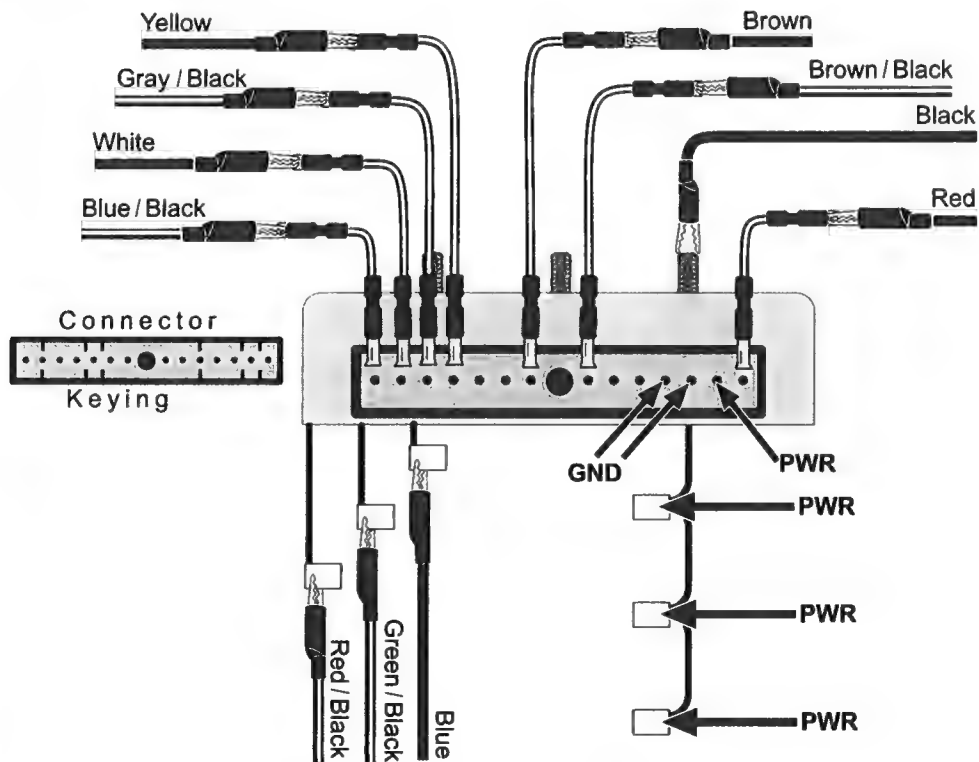 Yellow
Brown
Gray / Black
Brown / Black
Black
White
Blue / Black
Red
Connector
Keying
GND
PWR
PWR
PWR
PWR
Red / Black
Green / Black
Blue